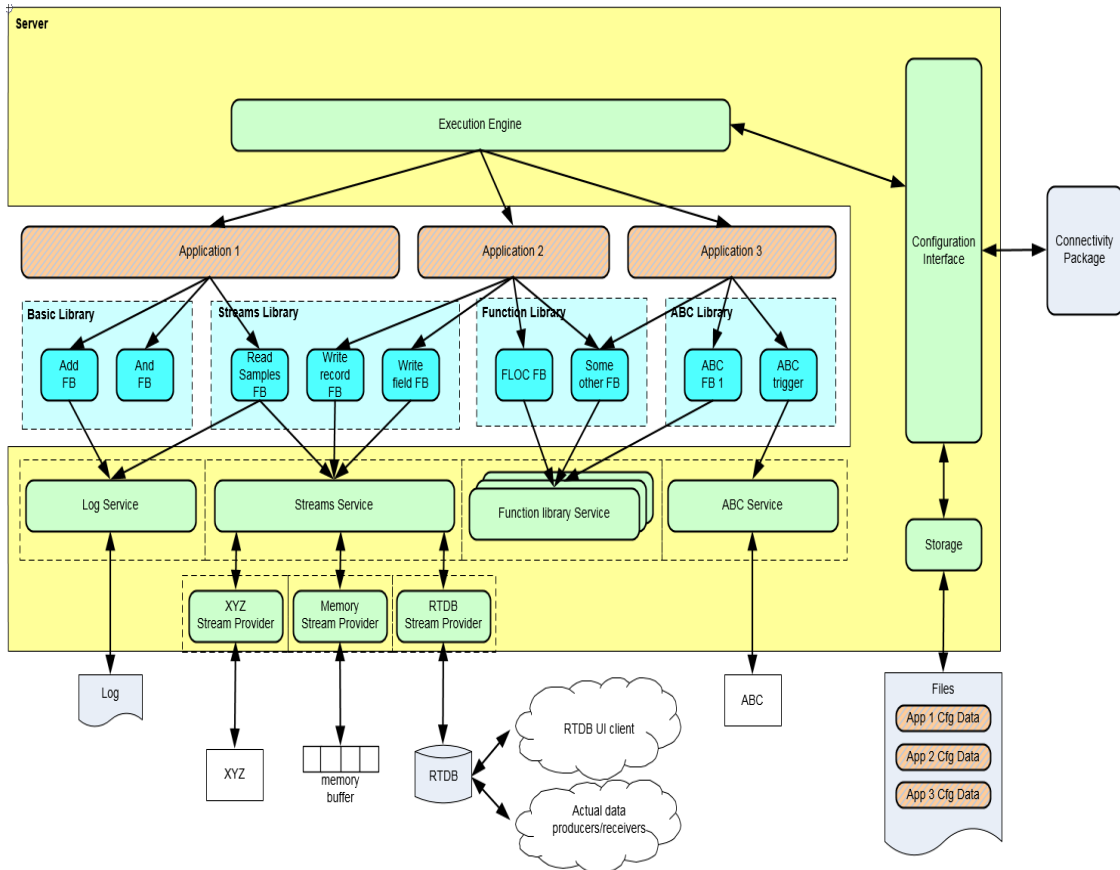 Server
Execution Engine
Configuration
Interface
Connectivity
Package
Application 1
Application 2
Application 3
Basic Library
Streams Library
Function Library
ABC Library
Add
FB
And
FB
Read
Samples
FB
Write
record
FB
Write
field FB
FLOC FB
Some
other FB
ABC
FB 1
ABC
trigger
Log Service
Streams Service
Function library Service
ABC Service
Storage
XYZ
Stream Provider
Memory
Stream Provider
RTDB
Stream Provider
Log
XYZ
memory
buffer
RTDB
RTDB UI client
Actual data
producers/receivers
ABC
Files
App 1 Cfg Data
App 2 Cfg Data
App 3 Cfg Data